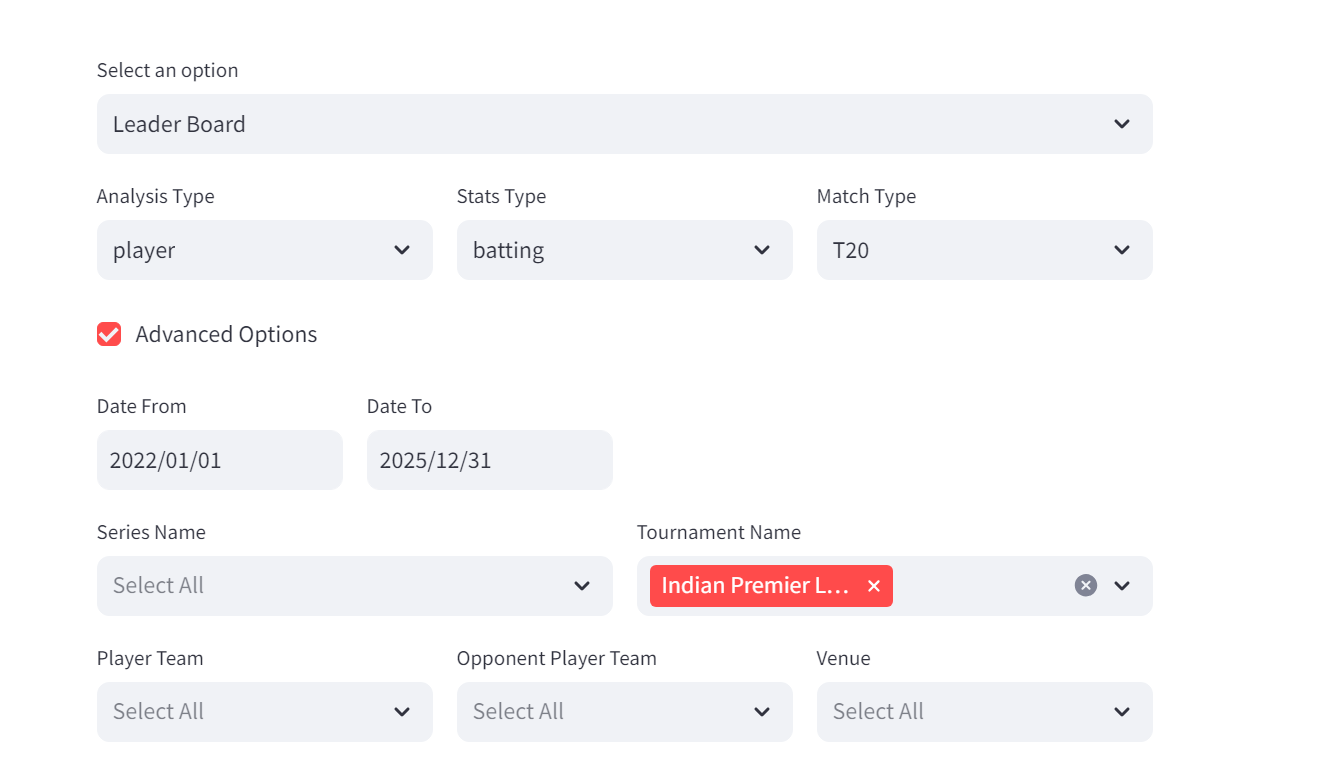 Select an option
Leader Board
Analysis Type Stats Type Match Type
player batting T20
Advanced Options
Date From Date To
2022/01/01 2025/12/31
Series Name Tournament Name
Select All Indian Premier L...
Player Team Opponent Player Team Venue
Select All Select All Select All